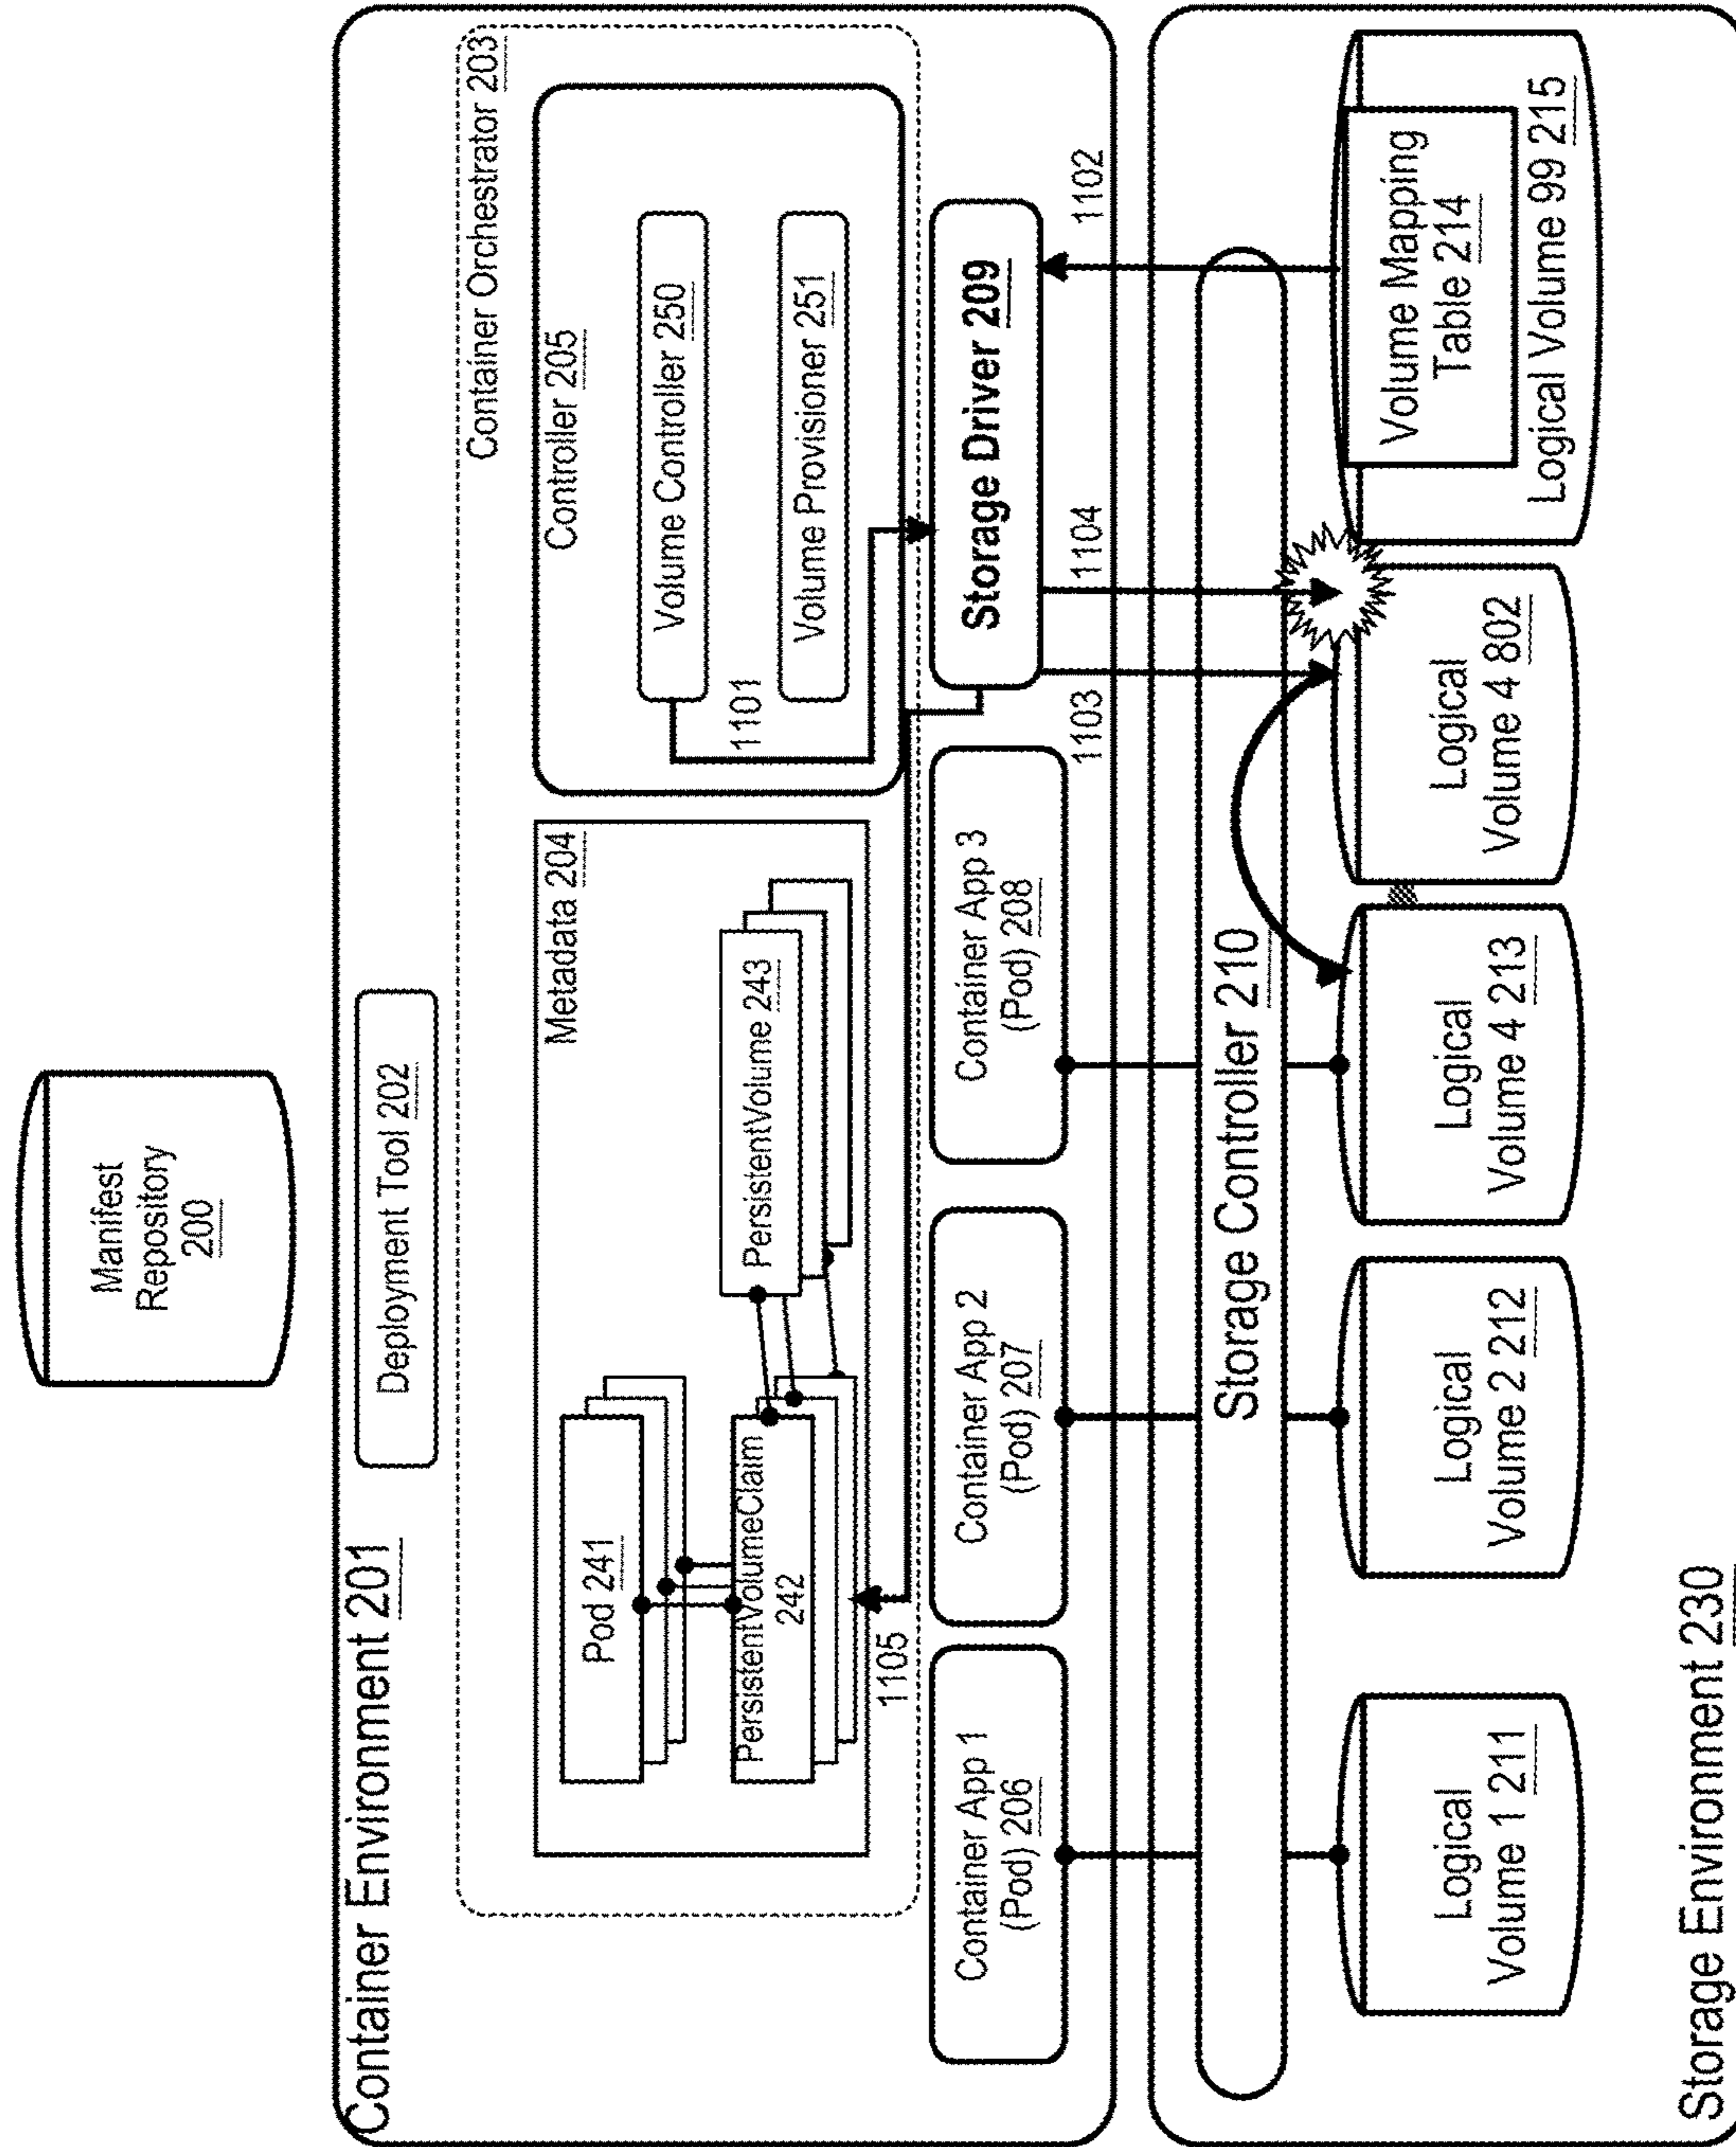 Manifest
Repository
200
Container Environment 201
Deployment Tool 202
Container Orchestrator 203
Metadata 204
Pod 241
PersistentVolumeClaim
242
PersistentVolume 243
Controller 205
Volume Controller 250
1101
Volume Provisioner 251
1105
Container App 1
(Pod) 206
Container App 2
(Pod) 207
Container App 3
(Pod) 208
Storage Driver 209
1103
1104
1102
Storage Controller 210
Logical
Volume 1 211
Logical
Volume 2 212
Logical
Volume 4 213
Logical
Volume 4 802
Volume Mapping
Table 214
Logical Volume 99 215
Storage Environment 230